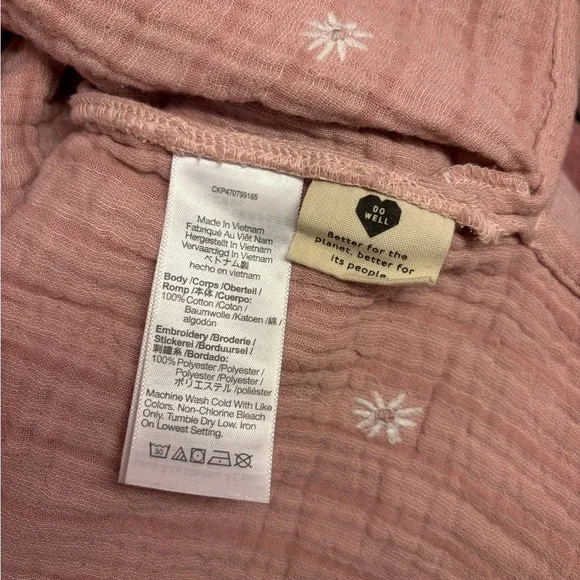 CKP470799185
Made In Vietnam
Fabriqué Au Viêt Nam
Hergestellt In Vietnam
Vervaardigd In Vietnam
ベトナム製
hecho en vietnam
Body /Corps /Oberteil /
Romp /本体 /Cuerpo:
100% Cotton /Coton /
Baumwolle /Katoen /綿 /
algodón
Embroidery /Broderie /
Stickerei /Borduursel /
刺繍糸 /Bordado:
100% Polyester /Polyester /
Polyester /Polyester /
ポリエステル /poliéster
Machine Wash Cold With Like
Colors. Non-Chlorine Bleach
Only. Tumble Dry Low. Iron
On Lowest Setting.
30
DO
WELL
Better for the
planet, better for
its people.